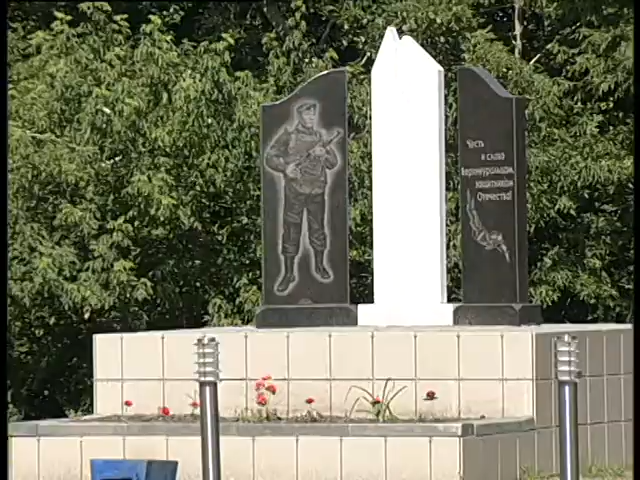 Честь
и слава
Верхнеуральцам,
защитникам
Отечества!